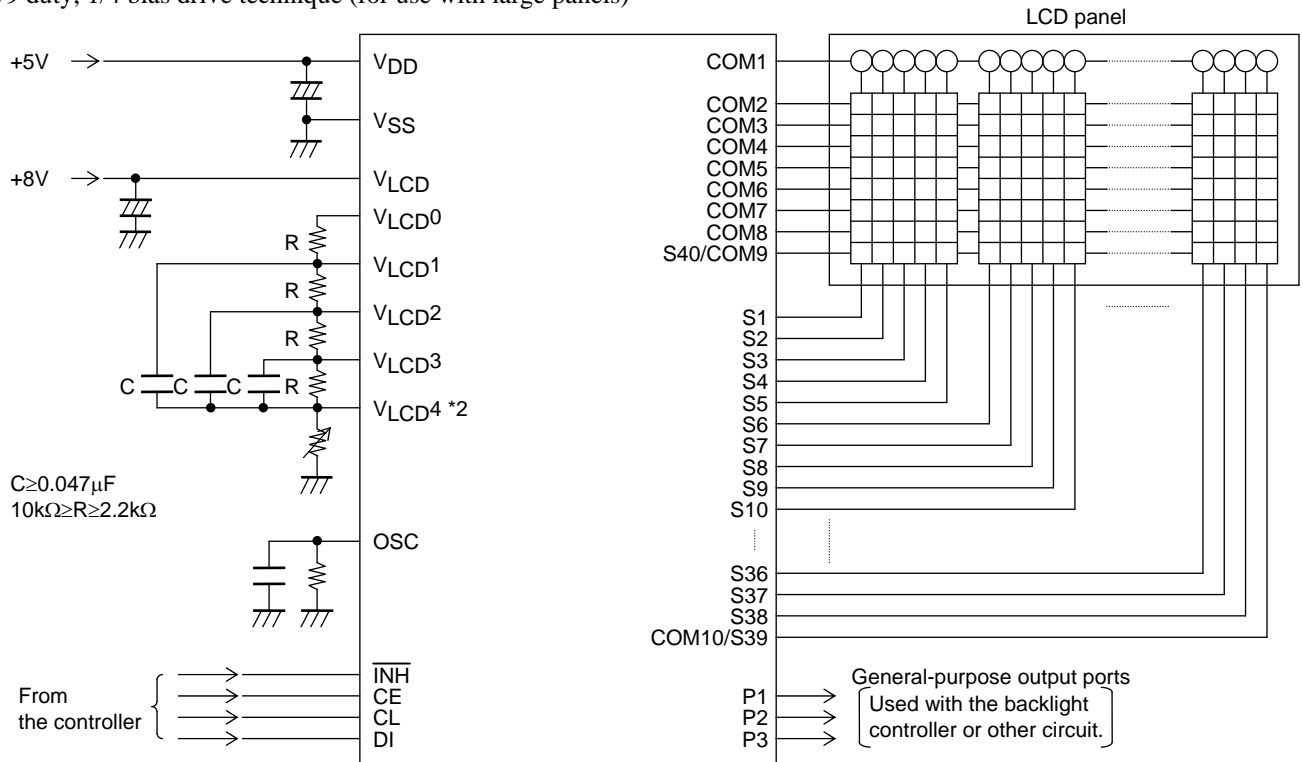 /9 duty, 1/4 bias drive technique (for use with large panels)
LCD panel
+5V
VDD
VSS
+8V
VLCD
VLCD0
R
VLCD1
R
VLCD2
R
VLCD3
C
C
C
R
VLCD4 *2
C≥0.047μF
10kΩ≥R≥2.2kΩ
OSC
From
the controller
INH
CE
CL
DI
COM1
COM2
COM3
COM4
COM5
COM6
COM7
COM8
S40/COM9
S1
S2
S3
S4
S5
S6
S7
S8
S9
S10
S36
S37
S38
COM10/S39
P1
P2
P3
General-purpose output ports
Used with the backlight
controller or other circuit.